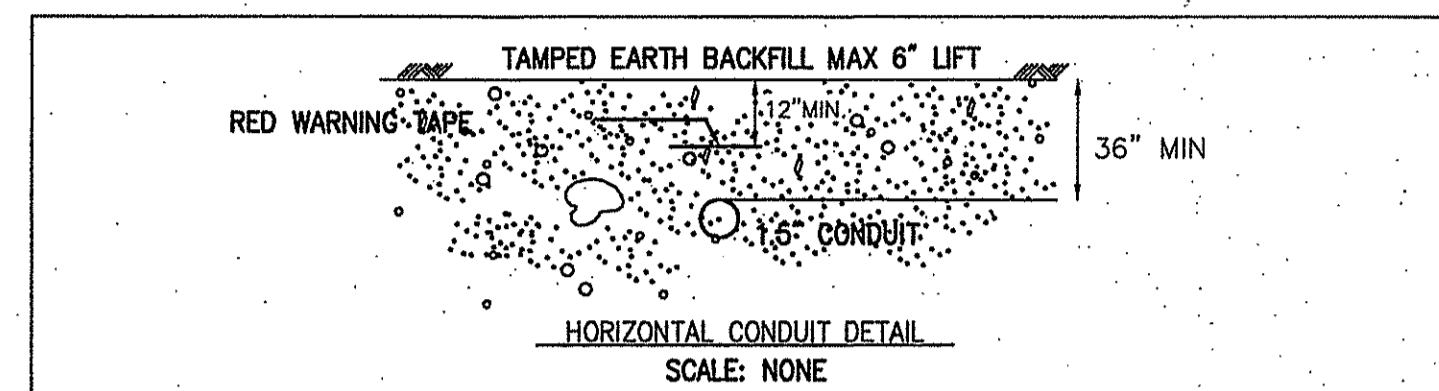 TAMPED EARTH BACKFILL MAX 6" LIFT
RED WARNING TAPE
12"MIN.
36" MIN
1.5" CONDUIT
HORIZONTAL CONDUIT DETAIL
SCALE: NONE